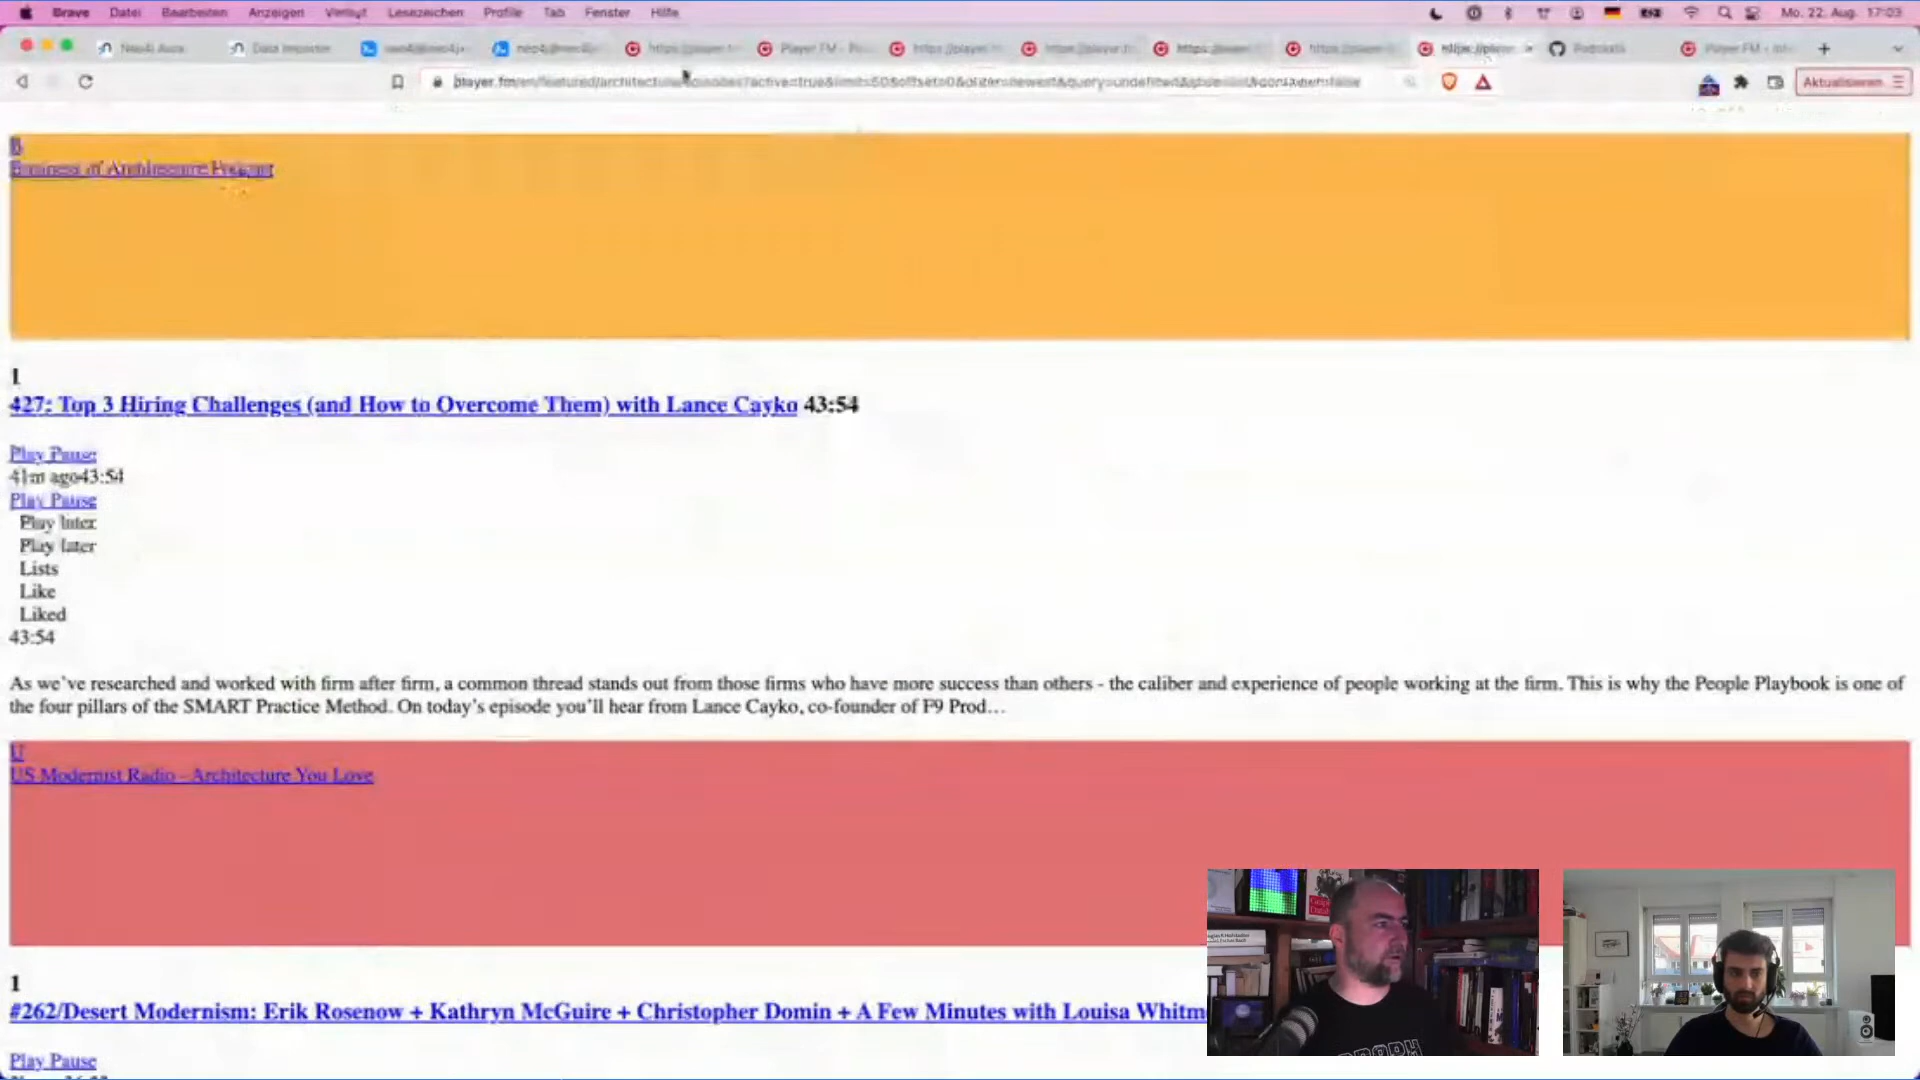 Brave Datei Bearbeiten Anzeigen Verlauf Lesezeichen Profile Tab Fenster Hilfe
Mo. 22. Aug. 17:03
Neo4j Aura
Data Importer
Player FM
Aktualisieren
B
Business of Architecture Podcast
1
427: Top 3 Hiring Challenges (and How to Overcome Them) with Lance Cayko 43:54
Play Pause
41m ago43:54
Play Pause
Play later
Play later
Lists
Like
Liked
43:54
As we've researched and worked with firm after firm, a common thread stands out from those firms who have more success than others - the caliber and experience of people working at the firm. This is why the People Playbook is one of
the four pillars of the SMART Practice Method. On today's episode you'll hear from Lance Cayko, co-founder of F9 Prod…
U
US Modernist Radio - Architecture You Love
1
#262/Desert Modernism: Erik Rosenow + Kathryn McGuire + Christopher Domin + A Few Minutes with Louisa Whitm
Play Pause